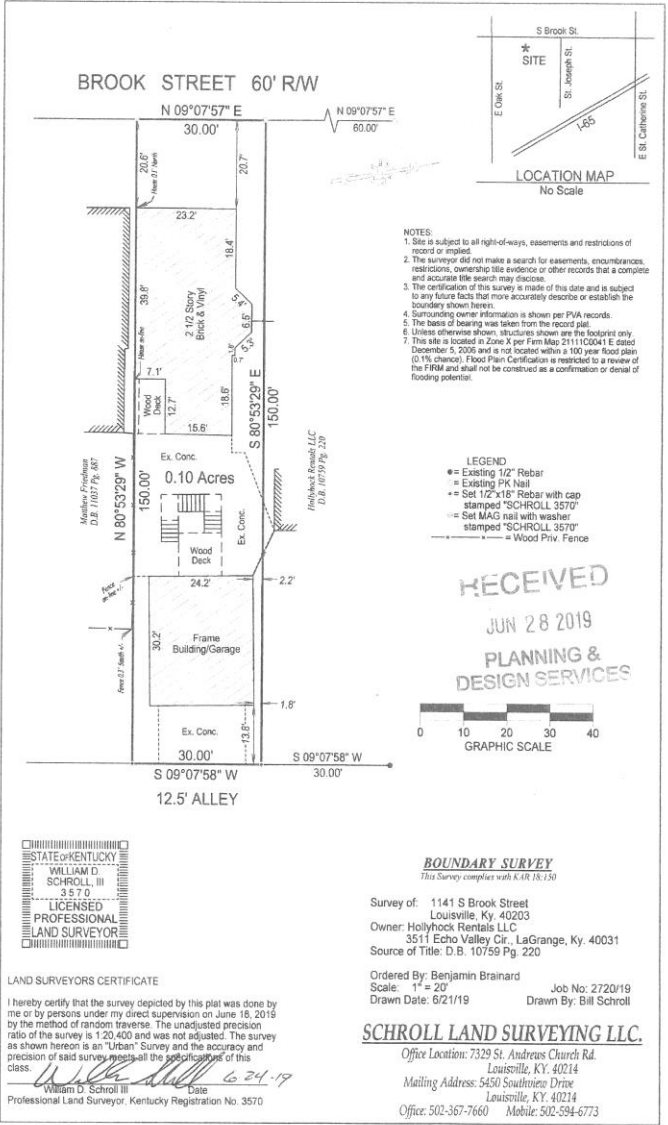 BROOK STREET 60' R/W
N 09°07'57" E
30.00'
N 09°07'57" E
60.00'
S Brook St.
*
SITE
E Oak St.
St. Joseph St.
I-65
E St. Catherine St.
LOCATION MAP
No Scale
20.6'
House 0.1' North
20.7'
23.2'
18.4'
39.8'
2 1/2 Story
Brick & Vinyl
5.4'
6.5'
5.3'
1.6'
0.7'
House on-line
7.1'
Wood
Deck
12.7'
18.6'
15.6'
S 80°53'29" E
150.00'
N 80°53'29" W
150.00'
Matthew Friedman
D.B. 11037 Pg. 887
Hollyhock Rentals LLC
D.B. 10759 Pg. 220
Ex. Conc.
0.10 Acres
Ex. Conc.
Wood
Deck
Fence
on-line +/-
24.2'
2.2'
30.2'
Frame
Building/Garage
Fence 0.1' South +/-
1.8'
Ex. Conc.
13.8'
30.00'
S 09°07'58" W
S 09°07'58" W
30.00'
12.5' ALLEY
NOTES:
1. Site is subject to all right-of-ways, easements and restrictions of
record or implied.
2. The surveyor did not make a search for easements, encumbrances,
restrictions, ownership title evidence or other records that a complete
and accurate title search may disclose.
3. The certification of this survey is made of this date and is subject
to any future facts that more accurately describe or establish the
boundary shown herein.
4. Surrounding owner information is shown per PVA records.
5. The basis of bearing was taken from the record plat.
6. Unless otherwise shown, structures shown are the footprint only.
7. This site is located in Zone X per Firm Map 21111C0041 E dated
December 5, 2006 and is not located within a 100 year flood plain
(0.1% chance). Flood Plain Certification is restricted to a review of
the FIRM and shall not be construed as a confirmation or denial of
flooding potential.
LEGEND
= Existing 1/2" Rebar
= Existing PK Nail
= Set 1/2"x18" Rebar with cap
stamped "SCHROLL 3570"
= Set MAG nail with washer
stamped "SCHROLL 3570"
= Wood Priv. Fence
RECEIVED
JUN 28 2019
PLANNING &
DESIGN SERVICES
0 10 20 30 40
GRAPHIC SCALE
STATE OF KENTUCKY
WILLIAM D.
SCHROLL, III
3570
LICENSED
PROFESSIONAL
LAND SURVEYOR
LAND SURVEYORS CERTIFICATE
I hereby certify that the survey depicted by this plat was done by
me or by persons under my direct supervision on June 18, 2019
by the method of random traverse. The unadjusted precision
ratio of the survey is 1:20,400 and was not adjusted. The survey
as shown hereon is an "Urban" Survey and the accuracy and
precision of said survey meets all the specifications of this
class.
6-24-19
William D. Schroll III Date
Professional Land Surveyor, Kentucky Registration No. 3570
BOUNDARY SURVEY
This Survey complies with KAR 18:150
Survey of: 1141 S Brook Street
Louisville, Ky. 40203
Owner: Hollyhock Rentals LLC
3511 Echo Valley Cir., LaGrange, Ky. 40031
Source of Title: D.B. 10759 Pg. 220
Ordered By: Benjamin Brainard
Scale: 1" = 20' Job No: 2720/19
Drawn Date: 6/21/19 Drawn By: Bill Schroll
SCHROLL LAND SURVEYING LLC.
Office Location: 7329 St. Andrews Church Rd.
Louisville, KY. 40214
Mailing Address: 5450 Southview Drive
Louisville, KY. 40214
Office: 502-367-7660 Mobile: 502-594-6773